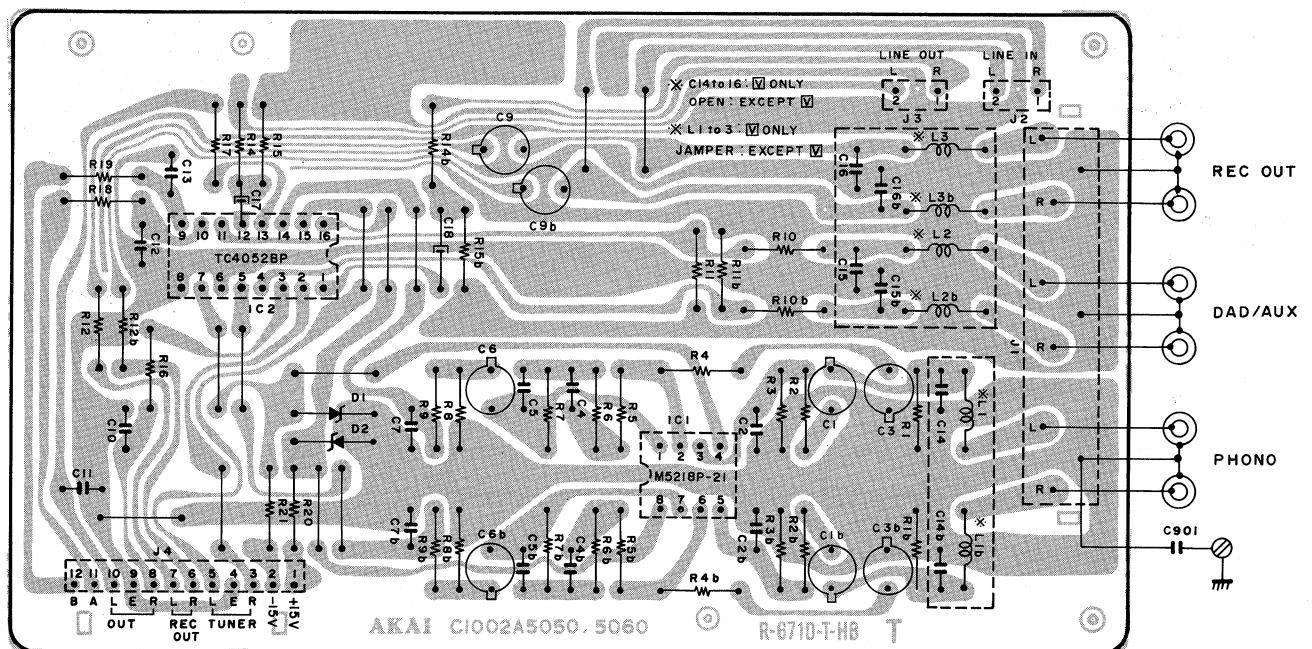 LINE OUT
LINE IN
L R
L R
2 1
2 1
J3
J2
※ C14 to 16: V ONLY
OPEN: EXCEPT V
※ L1 to 3: V ONLY
JAMPER: EXCEPT V
C9
C9b
R17
R14
R15
R14b
R19
R18
C13
C17
C12
9 10 11 12 13 14 15 16
TC4052BP
8 7 6 5 4 3 2 1
IC2
C18
R15b
R11
R11b
R10
R10b
C16
C16b
C15
C15b
※ L3
※ L3b
※ L2
※ L2b
L
R
L
R
J1
L
R
REC OUT
DAD/AUX
PHONO
C901
R12
R12b
R16
C10
C11
D1
D2
C6
C7
R9
R8
C5
R7
C4
R6
R5
R4
IC1
1 2 3 4
M5218P-21
8 7 6 5
C2
R3
R2
C1
C3
R1
C14
※ L1
R21
R20
C7b
R9b
R8b
C6b
C5b
R7b
C4b
R6b
R5b
R4b
C2b
R3b
R2b
C1b
C3b
R1b
C14b
※ L1b
J4
12 11 10 9 8 7 6 5 4 3 2 1
B A L E R L R L E R -15V +15V
OUT
REC OUT
TUNER
AKAI C1002A5050, 5060
R-6710-T-HB T